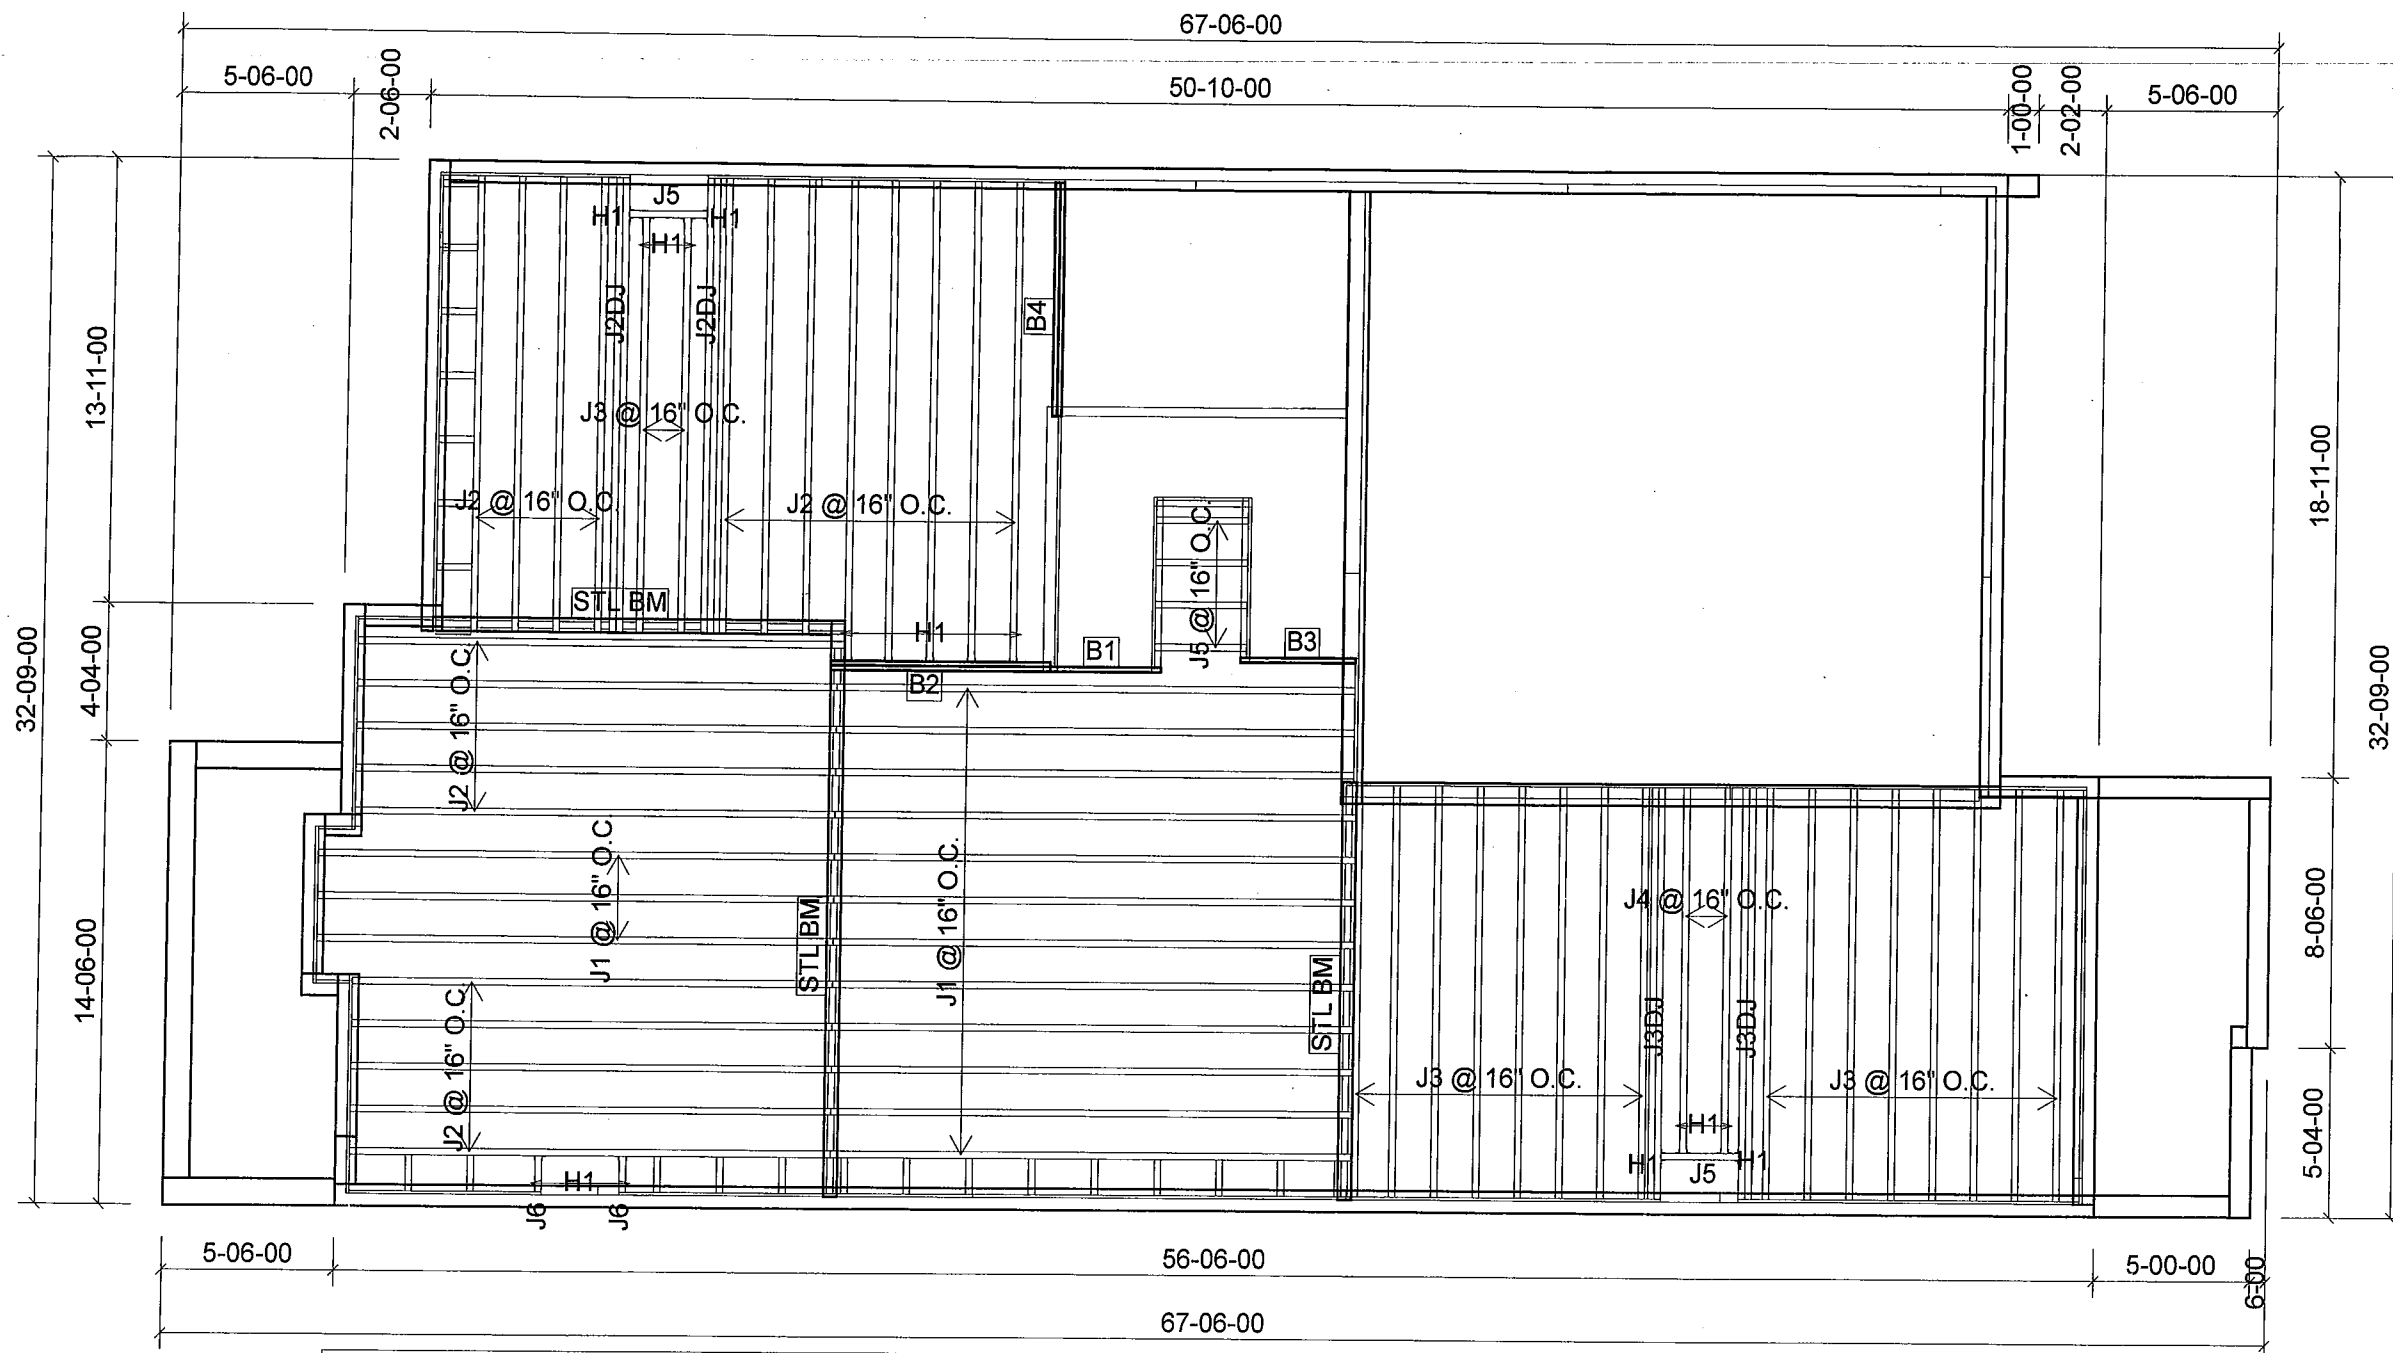 67-06-00
5-06-00
2-06-00
50-10-00
1-00-00
2-02-00
5-06-00
J5
H1
H1
H1
J2DJ
J2DJ
B4
13-11-00
J3 @ 16" O.C.
18-11-00
J2 @ 16" O.C.
J2 @ 16" O.C.
J5 @ 16" O.C.
STL BM
H1
B1
B3
B2
32-09-00
4-04-00
32-09-00
J2 @ 16" O.C.
J1 @ 16" O.C.
J1 @ 16" O.C.
STL BM
STL BM
J4 @ 16" O.C.
8-06-00
14-06-00
J2 @ 16" O.C.
J3DJ
J3DJ
J3 @ 16" O.C.
J3 @ 16" O.C.
H1
H1
H1
J5
5-04-00
H1
J6
J6
5-06-00
56-06-00
5-00-00
6-00
67-06-00